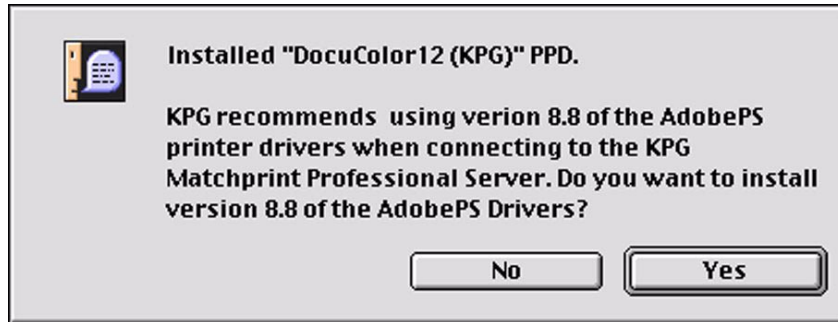 Installed "DocuColor12 (KPG)" PPD.
KPG recommends  using verion 8.8 of the AdobePS
printer drivers when connecting to the KPG
Matchprint Professional Server. Do you want to install
version 8.8 of the AdobePS Drivers?
No
Yes